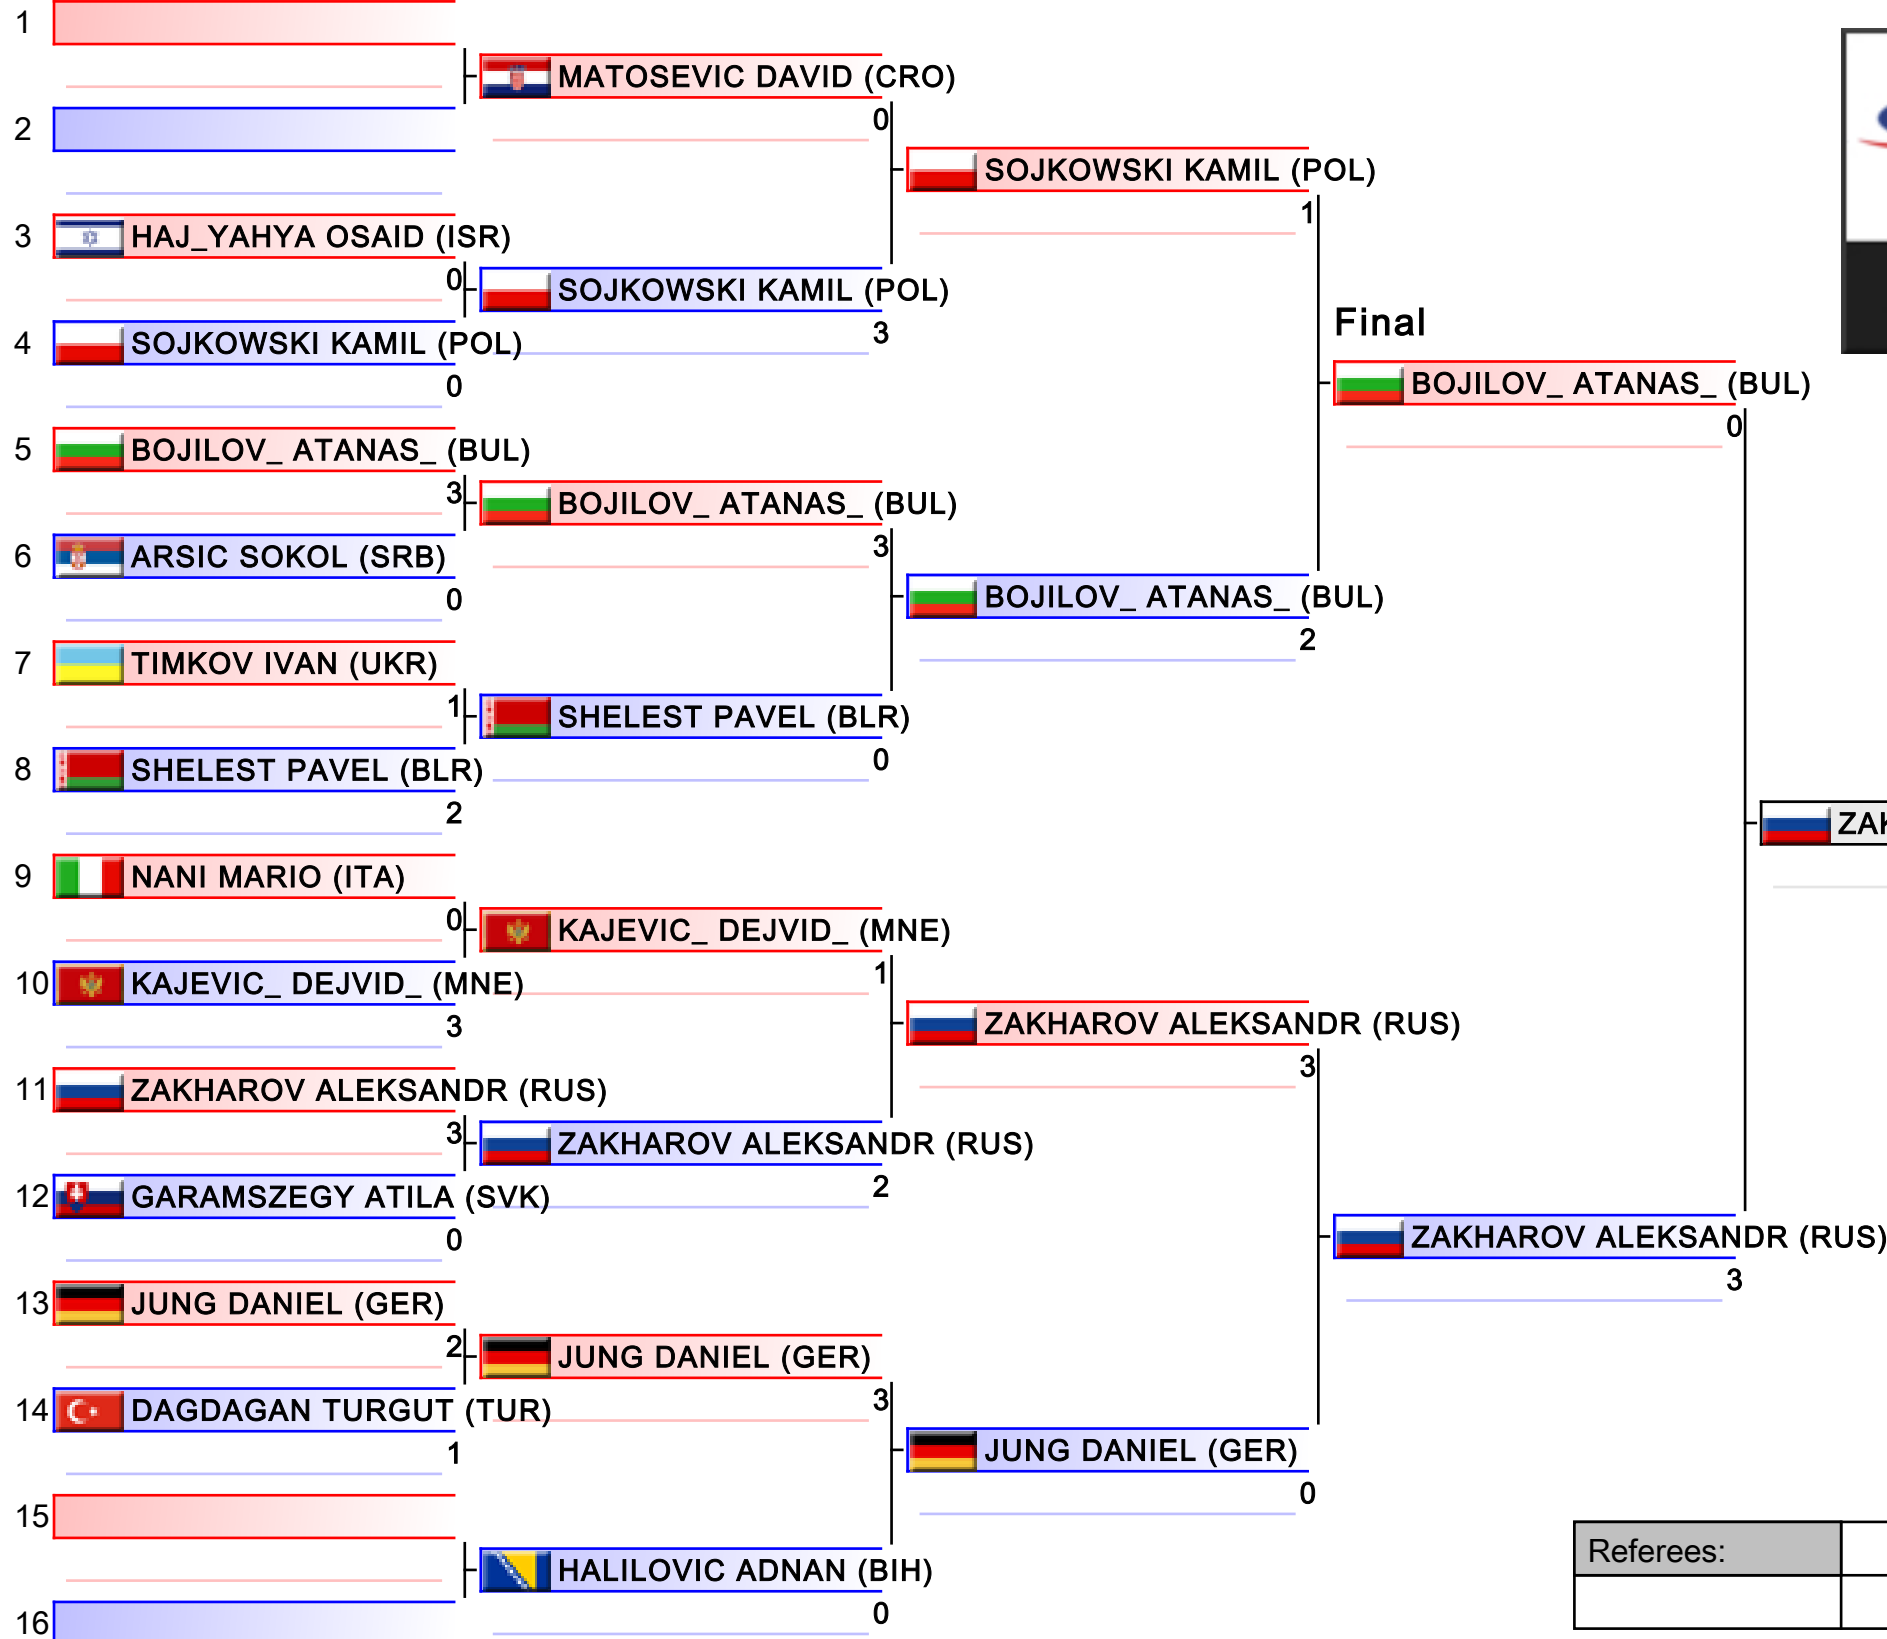 1
MATOSEVIC DAVID (CRO)
0
2
SOJKOWSKI KAMIL (POL)
1
3
HAJ_YAHYA OSAID (ISR)
0
SOJKOWSKI KAMIL (POL)
3
Final
4
SOJKOWSKI KAMIL (POL)
0
BOJILOV_ ATANAS_ (BUL)
0
5
BOJILOV_ ATANAS_ (BUL)
3
BOJILOV_ ATANAS_ (BUL)
3
6
ARSIC SOKOL (SRB)
0
BOJILOV_ ATANAS_ (BUL)
2
7
TIMKOV IVAN (UKR)
1
SHELEST PAVEL (BLR)
0
8
SHELEST PAVEL (BLR)
2
9
NANI MARIO (ITA)
0
KAJEVIC_ DEJVID_ (MNE)
1
10
KAJEVIC_ DEJVID_ (MNE)
3
ZAKHAROV ALEKSANDR (RUS)
3
11
ZAKHAROV ALEKSANDR (RUS)
3
ZAKHAROV ALEKSANDR (RUS)
2
12
GARAMSZEGY ATILA (SVK)
0
ZAKHAROV ALEKSANDR (RUS)
3
13
JUNG DANIEL (GER)
2
JUNG DANIEL (GER)
3
14
DAGDAGAN TURGUT (TUR)
1
JUNG DANIEL (GER)
0
15
HALILOVIC ADNAN (BIH)
0
16
Referees: